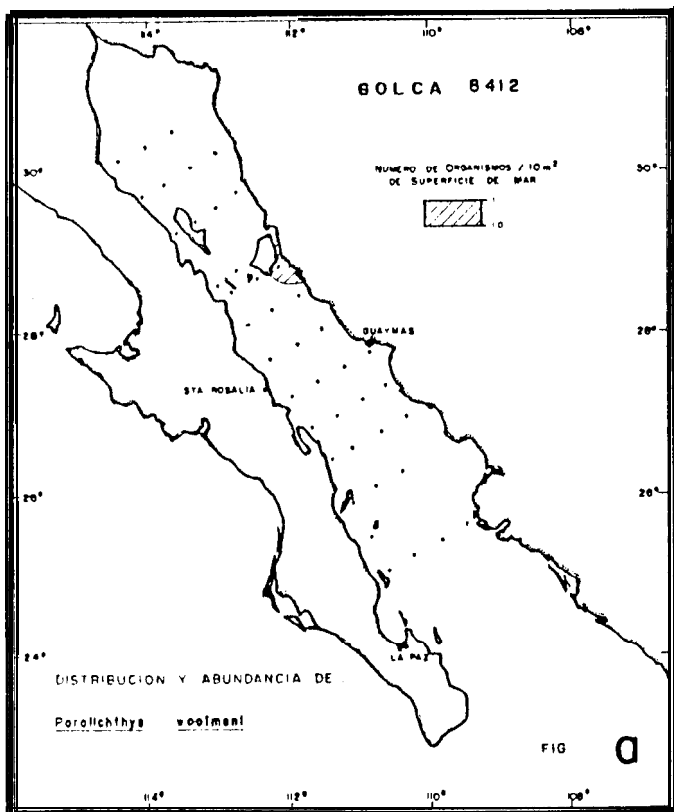 114° 112° 110° 108°
GOLCA 8412
NUMERO DE ORGANISMOS / 10 m²
DE SUPERFICIE DE MAR
1
10
30° 30°
28° 28°
GUAYMAS
STA ROSALIA
26° 26°
24°
LA PAZ
DISTRIBUCION Y ABUNDANCIA DE
Paralichthys woolmani
FIG a
114° 112° 110° 108°